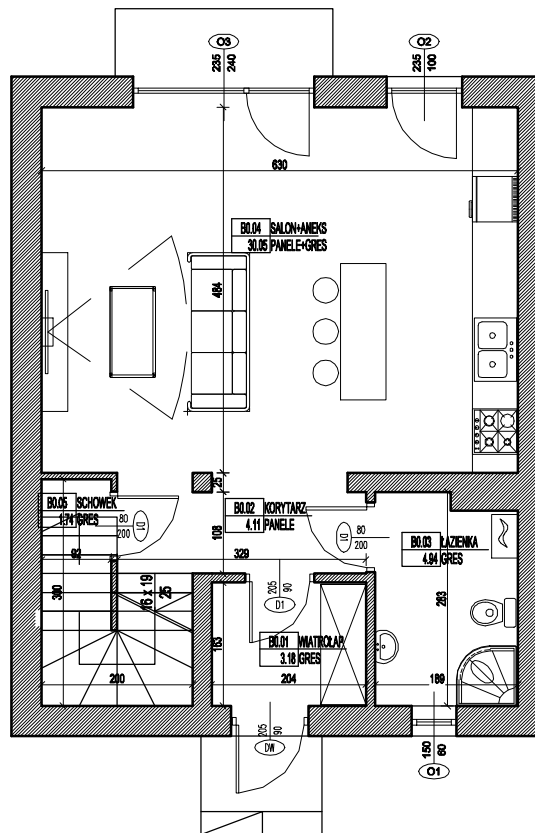 O3
235
240
O2
235
100
630
B0.04 SALON+ANEKS
30.05 PANELE+GRES
484
25
B0.05 SCHOWEK
1.74 GRES
80
D1
200
B0.02 KORYTARZ
4.11 PANELE
108
80
D1
200
B0.03 ŁAZIENKA
4.94 GRES
93
329
300
16 x 19
25
205
90
D1
263
163
B0.01 WIATROŁAP
3.18 GRES
200
204
189
205
90
DW
150
60
O1